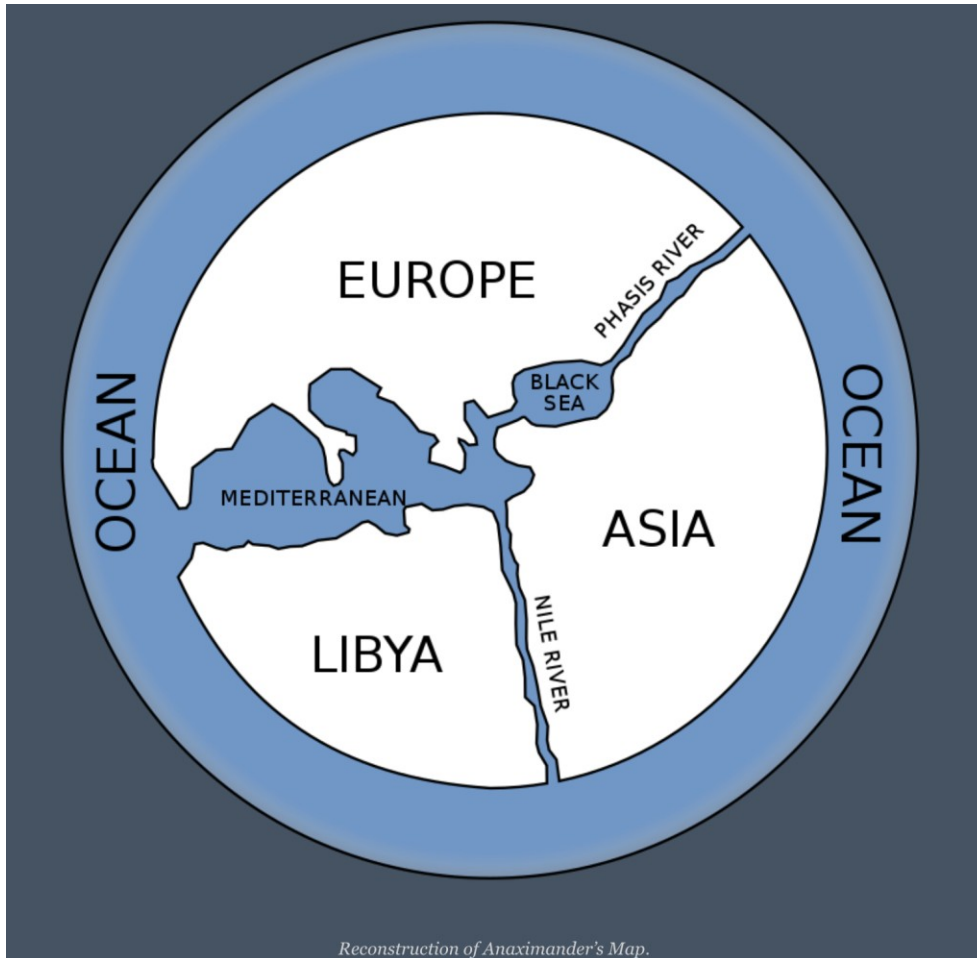 EUROPE
PHASIS RIVER
BLACK
SEA
OCEAN
OCEAN
MEDITERRANEAN
ASIA
NILE RIVER
LIBYA
Reconstruction of Anaximander's Map.